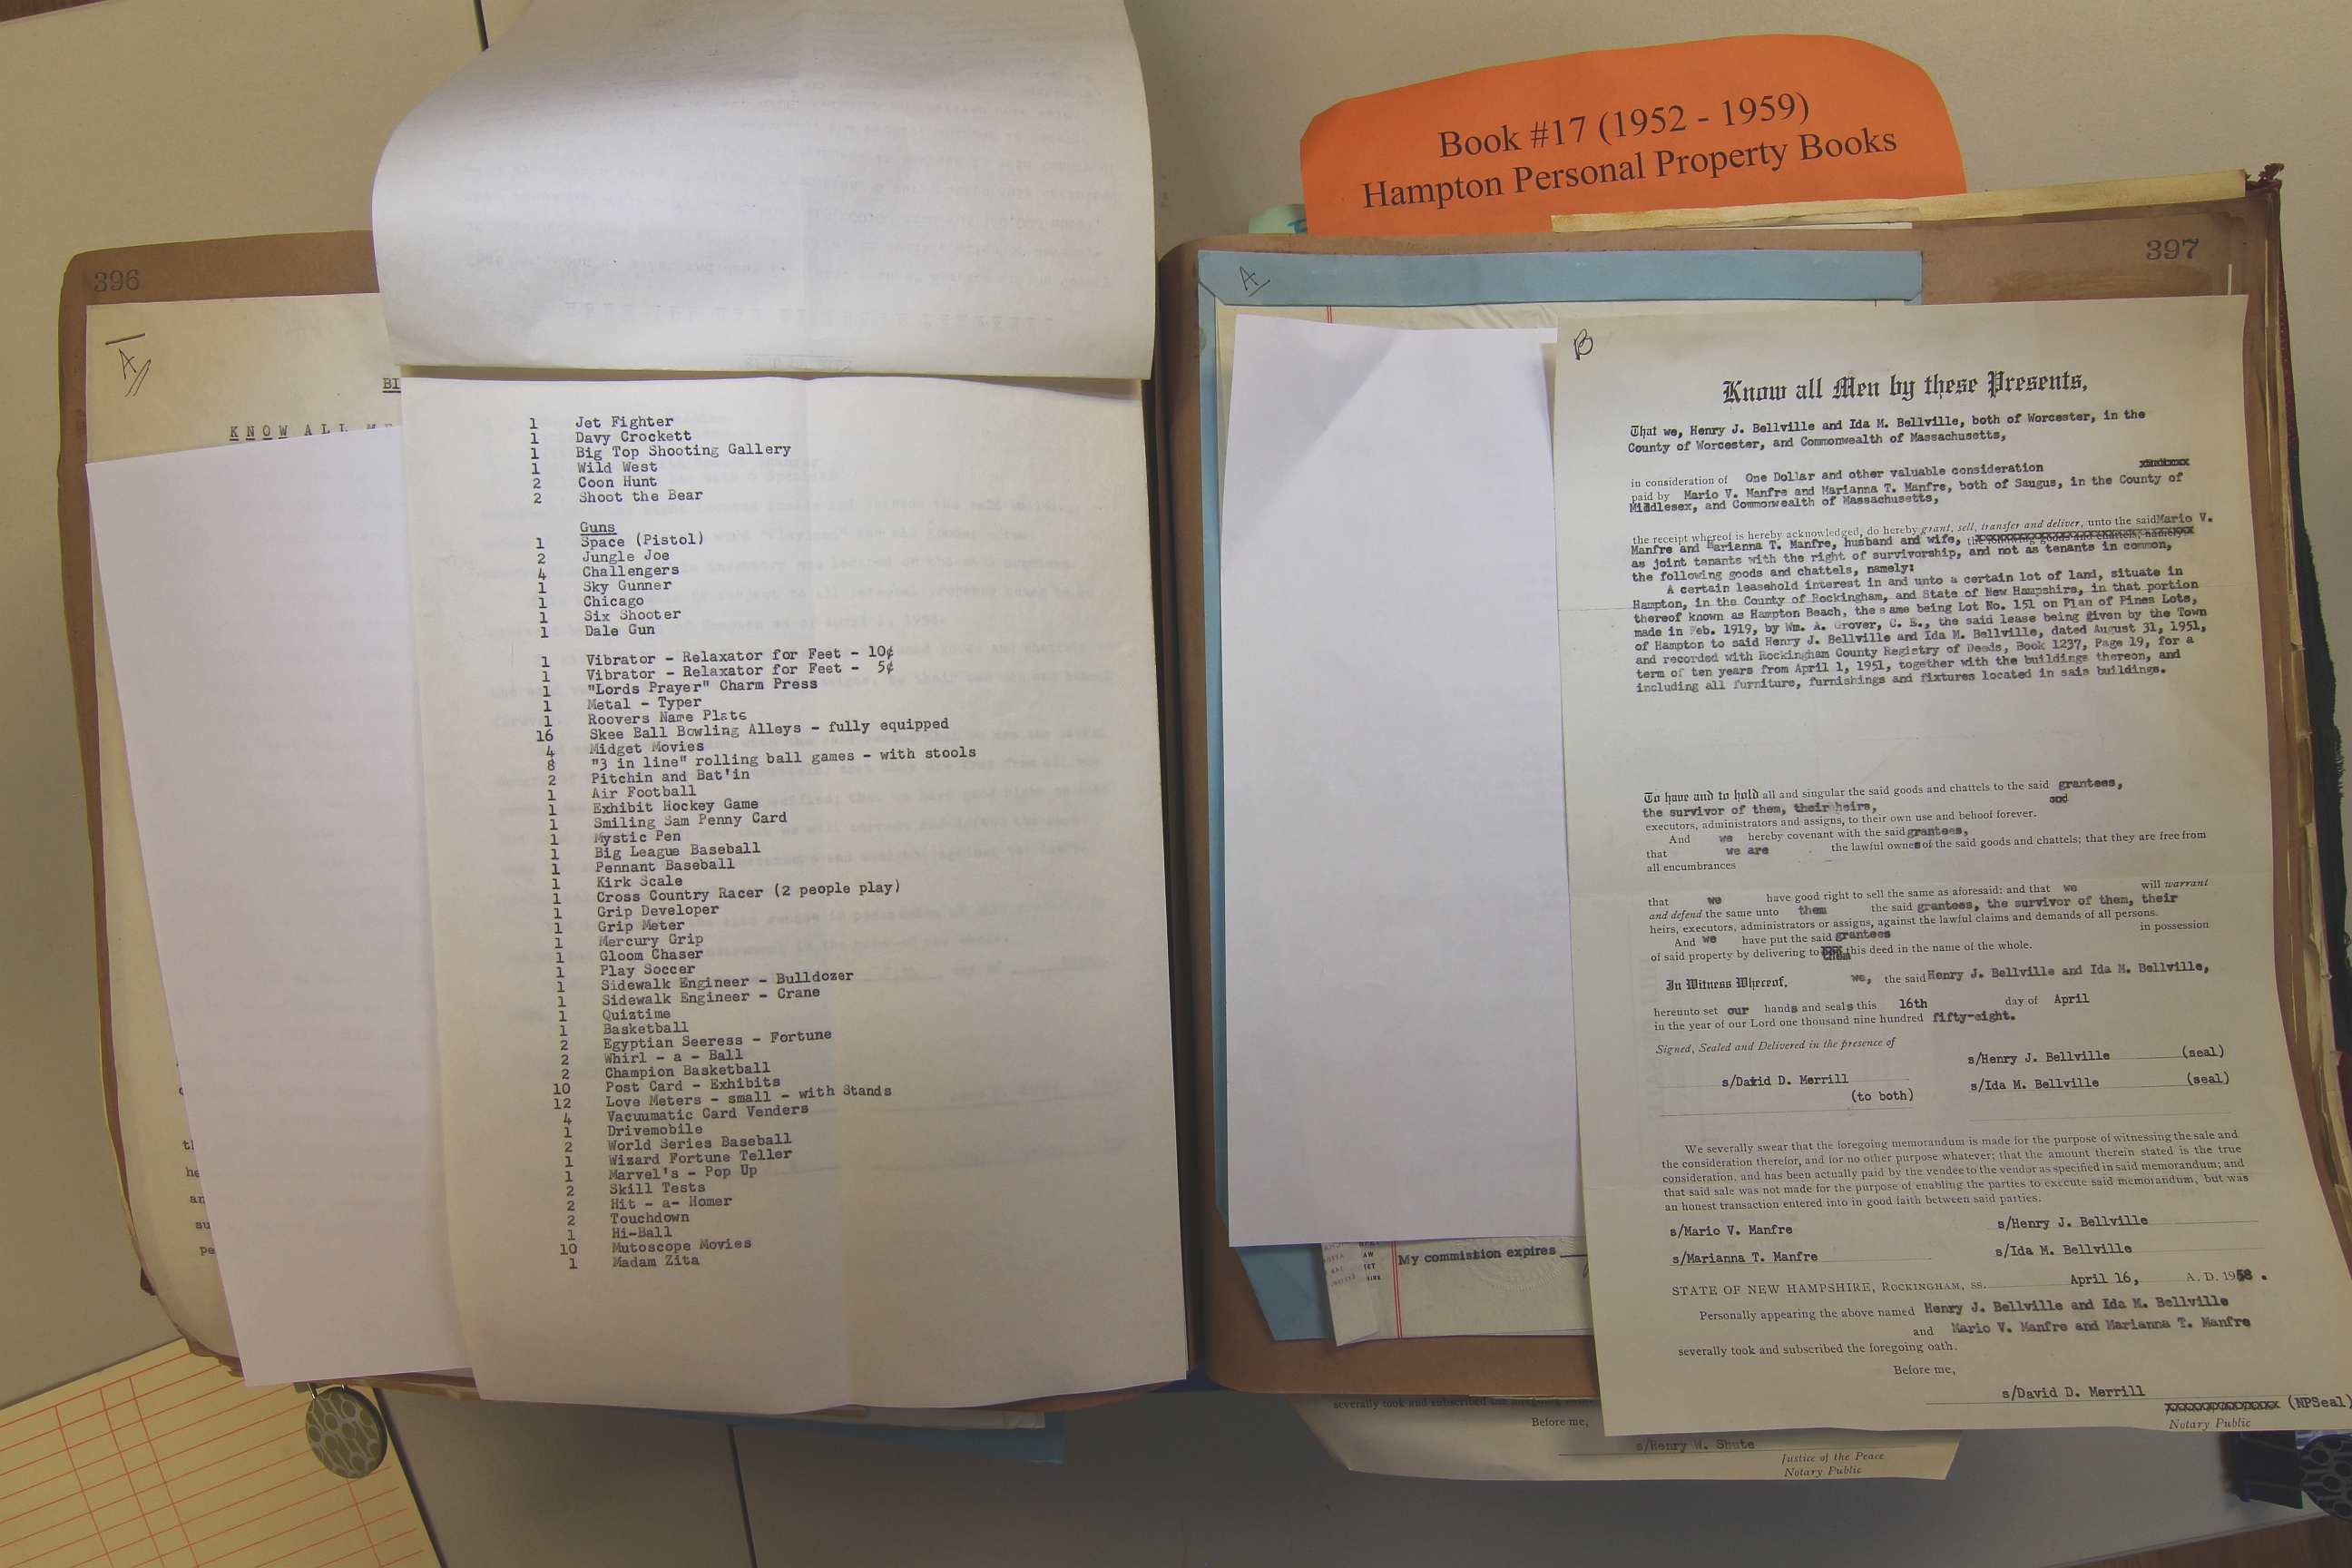 Book #17 (1952 - 1959)
Hampton Personal Property Books
396
A
BI
KNOW ALL ME
1 Jet Fighter
1 Davy Crockett
1 Big Top Shooting Gallery
1 Wild West
2 Coon Hunt
2 Shoot the Bear
Guns
1 Space (Pistol)
2 Jungle Joe
4 Challengers
1 Sky Gunner
1 Chicago
1 Six Shooter
1 Dale Gun
1 Vibrator - Relaxator for Feet - 10¢
1 Vibrator - Relaxator for Feet - 5¢
1 "Lords Prayer" Charm Press
1 Metal - Typer
1 Roovers Name Plate
16 Skee Ball Bowling Alleys - fully equipped
4 Midget Movies
8 "3 in line" rolling ball games - with stools
2 Pitchin and Bat'in
1 Air Football
1 Exhibit Hockey Game
1 Smiling Sam Penny Card
1 Mystic Pen
1 Big League Baseball
1 Pennant Baseball
1 Kirk Scale
1 Cross Country Racer (2 people play)
1 Grip Developer
1 Grip Meter
1 Mercury Grip
1 Gloom Chaser
1 Play Soccer
1 Sidewalk Engineer - Bulldozer
1 Sidewalk Engineer - Crane
1 Quiztime
1 Basketball
2 Egyptian Seeress - Fortune
2 Whirl - a - Ball
2 Champion Basketball
10 Post Card - Exhibits
12 Love Meters - small - with Stands
4 Vacuumatic Card Venders
1 Drivemobile
2 World Series Baseball
1 Wizard Fortune Teller
1 Marvel's - Pop Up
2 Skill Tests
2 Hit - a- Homer
2 Touchdown
1 Hi-Ball
10 Mutoscope Movies
1 Madam Zita
397
A
B
Know all Men by these Presents,
That we, Henry J. Bellville and Ida M. Bellville, both of Worcester, in the
County of Worcester, and Commonwealth of Massachusetts,
in consideration of One Dollar and other valuable consideration
paid by Mario V. Manfre and Marianna T. Manfre, both of Saugus, in the County of
Middlesex, and Commonwealth of Massachusetts,
the receipt whereof is hereby acknowledged, do hereby grant, sell, transfer and deliver, unto the said Mario V.
Manfre and Marianna T. Manfre, husband and wife, the following goods and chattels, namely:
as joint tenants with the right of survivorship, and not as tenants in common,
the following goods and chattels, namely:
A certain leasehold interest in and unto a certain lot of land, situate in
Hampton, in the County of Rockingham, and State of New Hampshire, in that portion
thereof known as Hampton Beach, the same being Lot No. 151 on Plan of Pines Lots,
made in Feb. 1919, by Wm. A. Grover, C. E., the said lease being given by the Town
of Hampton to said Henry J. Bellville and Ida M. Bellville, dated August 31, 1951,
and recorded with Rockingham County Registry of Deeds, Book 1237, Page 19, for a
term of ten years from April 1, 1951, together with the buildings thereon, and
including all furniture, furnishings and fixtures located in sais buildings.
To have and to hold all and singular the said goods and chattels to the said grantees,
the survivor of them, their heirs, and
executors, administrators and assigns, to their own use and behoof forever.
And we hereby covenant with the said grantees,
that we are the lawful owners of the said goods and chattels; that they are free from
all encumbrances
that we have good right to sell the same as aforesaid: and that we will warrant
and defend the same unto them the said grantees, the survivor of them, their
heirs, executors, administrators or assigns, against the lawful claims and demands of all persons.
And we have put the said grantees in possession
of said property by delivering to them this deed in the name of the whole.
In Witness Whereof, we, the said Henry J. Bellville and Ida M. Bellville,
hereunto set our hands and seals this 16th day of April
in the year of our Lord one thousand nine hundred fifty-eight.
Signed, Sealed and Delivered in the presence of
s/Henry J. Bellville (seal)
s/David D. Merrill s/Ida M. Bellville (seal)
(to both)
We severally swear that the foregoing memorandum is made for the purpose of witnessing the sale and
the consideration therefor, and for no other purpose whatever; that the amount therein stated is the true
consideration, and has been actually paid by the vendee to the vendor as specified in said memorandum; and
that said sale was not made for the purpose of enabling the parties to execute said memorandum, but was
an honest transaction entered into in good faith between said parties.
s/Mario V. Manfre s/Henry J. Bellville
s/Marianna T. Manfre s/Ida M. Bellville
STATE OF NEW HAMPSHIRE, ROCKINGHAM, ss. April 16, A. D. 1958.
Personally appearing the above named Henry J. Bellville and Ida M. Bellville
and Mario V. Manfre and Marianna T. Manfre
severally took and subscribed the foregoing oath.
Before me,
s/David D. Merrill
(NPSeal)
Notary Public
My commission expires
severally took and subscribed the foregoing
Before me,
s/Henry W. Shute
Justice of the Peace
Notary Public